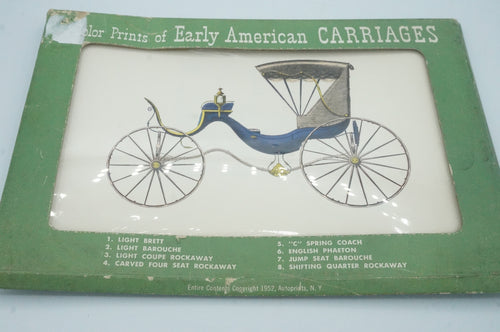 olor Prints of Early American CARRIAGES
1. LIGHT BRETT
2. LIGHT BAROUCHE
3. LIGHT COUPE ROCKAWAY
4. CARVED FOUR SEAT ROCKAWAY
5. "C" SPRING COACH
6. ENGLISH PHAETON
7. JUMP SEAT BAROUCHE
8. SHIFTING QUARTER ROCKAWAY
Entire Contents Copyright 1952, Autoprints, N. Y.